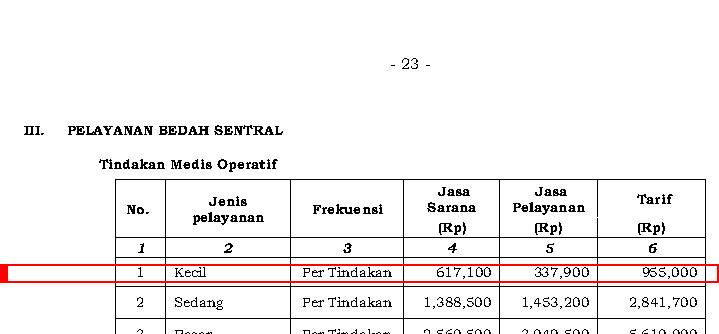 - 23 -
III. PELAYANAN BEDAH SENTRAL
Tindakan Medis Operatif
No. Jenis pelayanan Frekuensi Jasa Sarana (Rp) Jasa Pelayanan (Rp) Tarif (Rp)
1 2 3 4 5 6
1 Kecil Per Tindakan 617,100 337,900 955,000
2 Sedang Per Tindakan 1,388,500 1,453,200 2,841,700